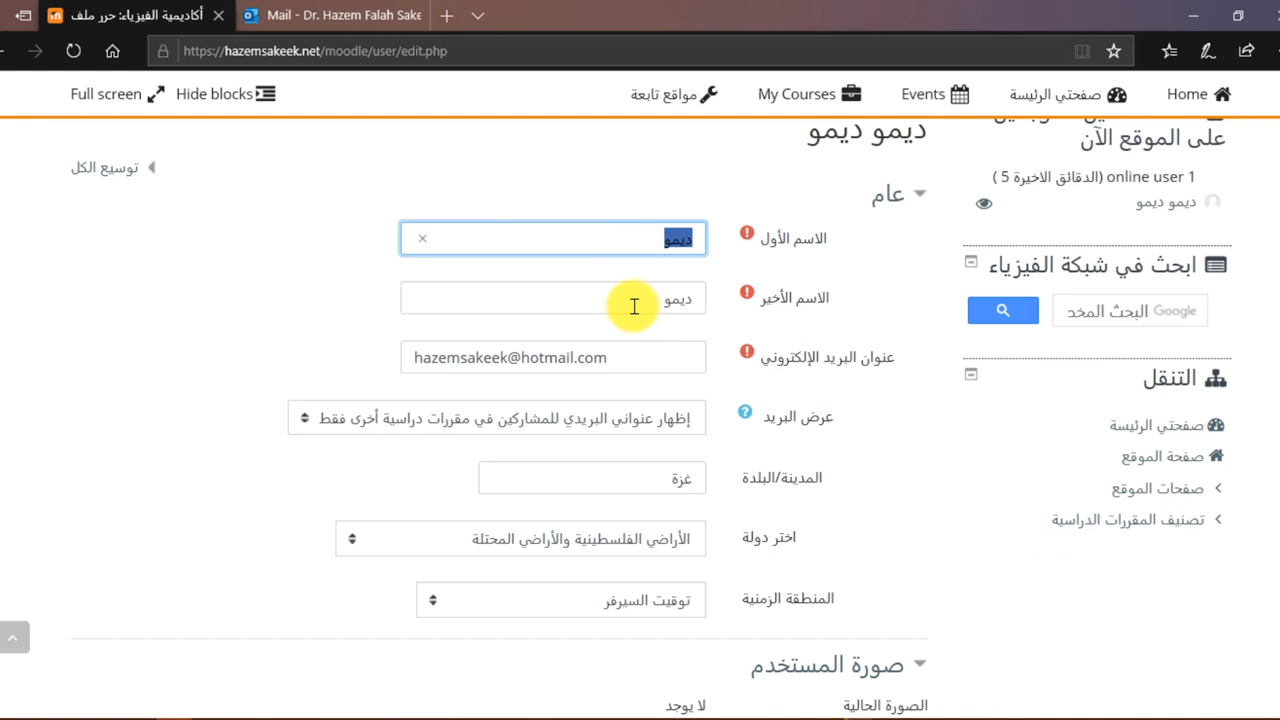 أكاديمية الفيزياء: حرر ملف
Mail - Dr. Hazem Falah Sake
https://hazemsakeek.net/moodle/user/edit.php
Full screen
Hide blocks
مواقع تابعة
My Courses
Events
صفحتي الرئيسة
Home
ديمو ديمو
على الموقع الآن
online user 1 (الدقائق الاخيرة 5 )
ديمو ديمو
ابحث في شبكة الفيزياء
Google البحث المخد
التنقل
صفحتي الرئيسة
صفحة الموقع
صفحات الموقع
تصنيف المقررات الدراسية
توسيع الكل
عام
الاسم الأول
ديمو
الاسم الأخير
ديمو
عنوان البريد الإلكتروني
hazemsakeek@hotmail.com
عرض البريد
إظهار عنواني البريدي للمشاركين في مقررات دراسية أخرى فقط
المدينة/البلدة
غزة
اختر دولة
الأراضي الفلسطينية والأراضي المحتلة
المنطقة الزمنية
توقيت السيرفر
صورة المستخدم
الصورة الحالية
لا يوجد